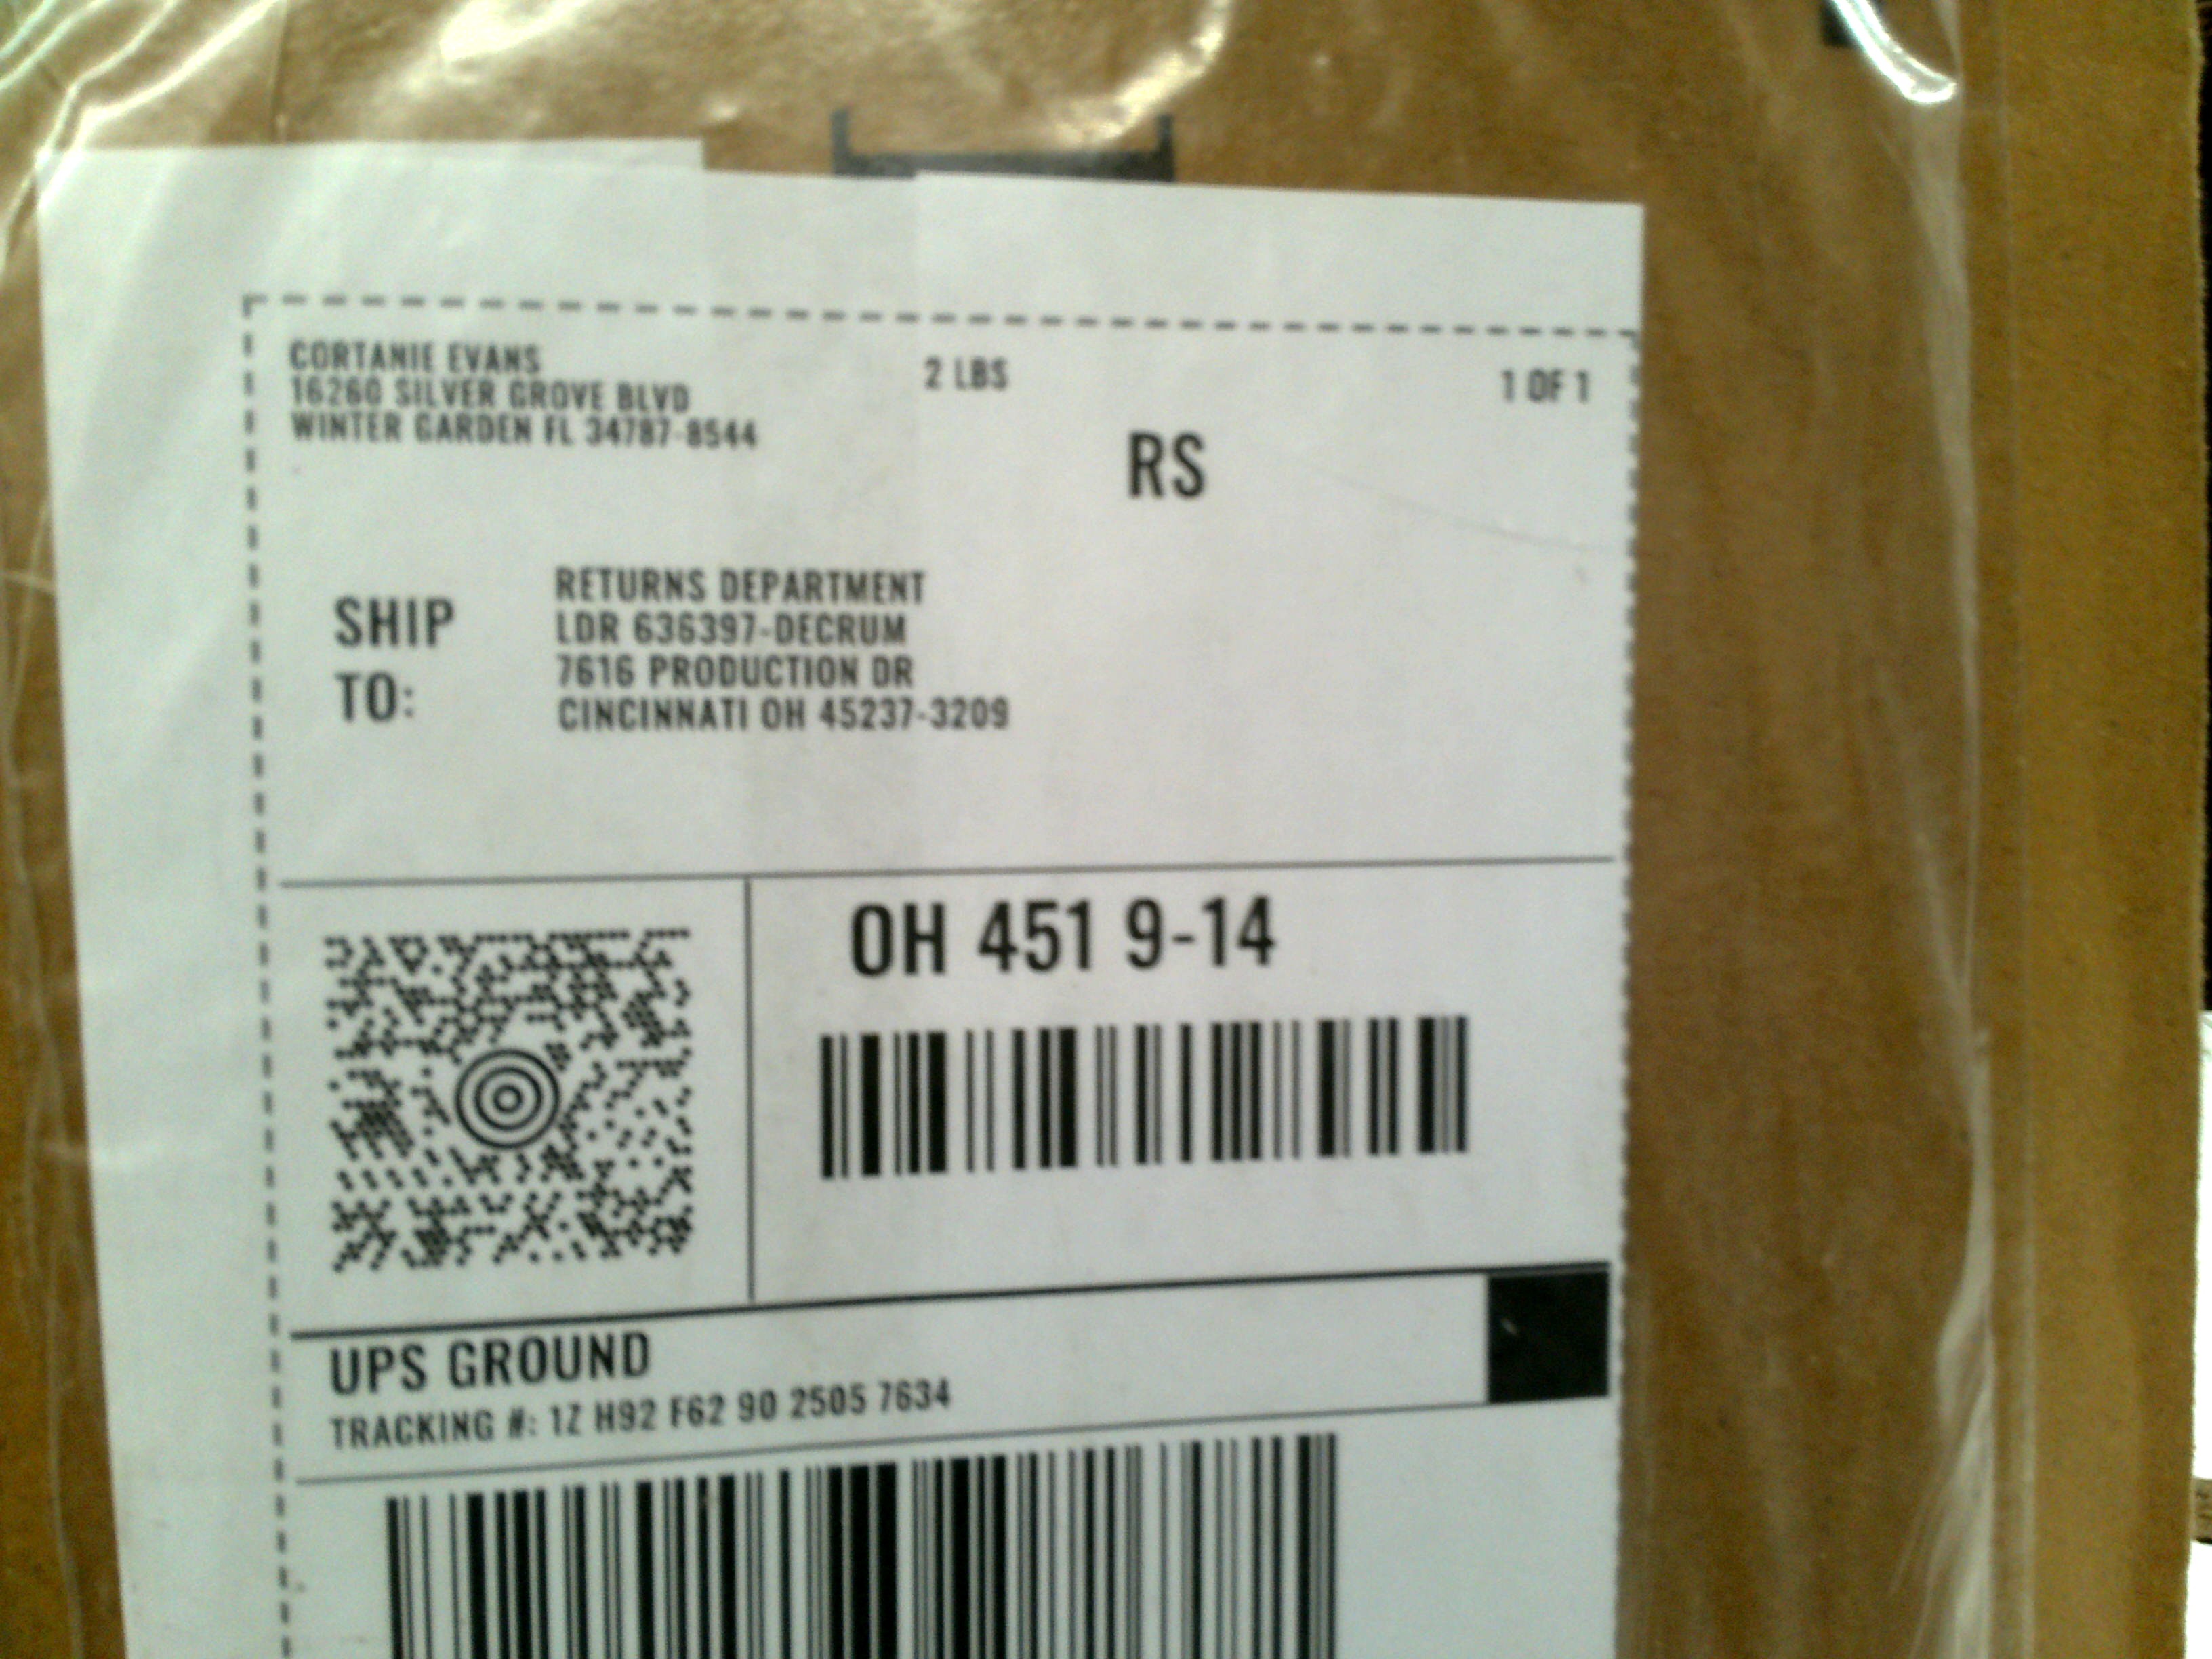 CORTANIE EVANS
16260 SILVER GROVE BLVD
WINTER GARDEN FL 34787-8544
2 LBS
1 OF 1
RS
SHIP TO:
RETURNS DEPARTMENT
LDR 636397-DECRUM
7616 PRODUCTION DR
CINCINNATI OH 45237-3209
OH 451 9-14
UPS GROUND
TRACKING #: 1Z H92 F62 90 2505 7634